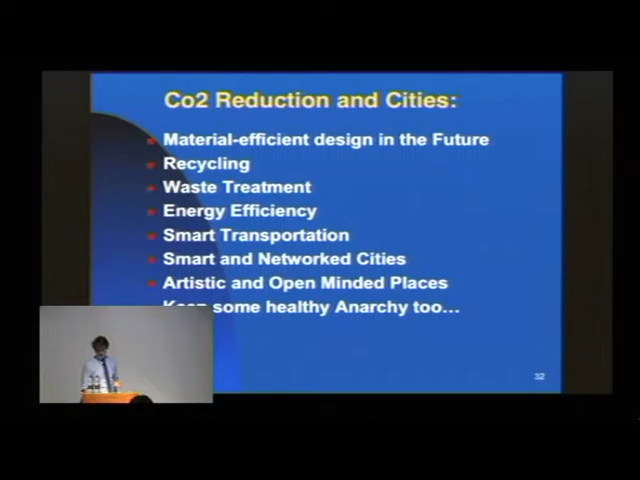 Co2 Reduction and Cities:
Material-efficient design in the Future
Recycling
Waste Treatment
Energy Efficiency
Smart Transportation
Smart and Networked Cities
Artistic and Open Minded Places
Keep some healthy Anarchy too...
32